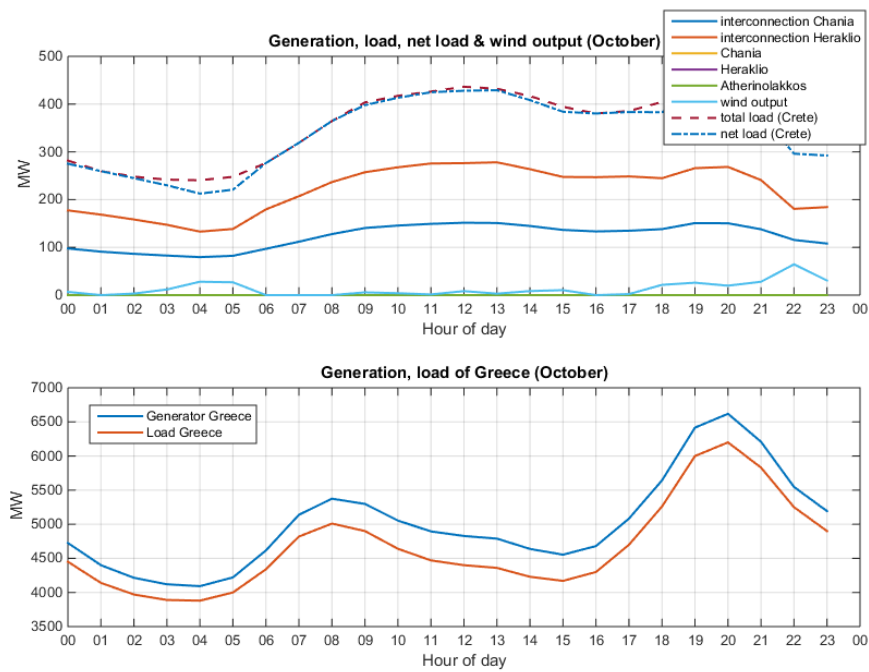 Generation, load, net load & wind output (October)
interconnection Chania
interconnection Heraklio
Chania
Heraklio
Atherinolakkos
wind output
total load (Crete)
net load (Crete)
500
400
300
200
100
0
MW
00 01 02 03 04 05 06 07 08 09 10 11 12 13 14 15 16 17 18 19 20 21 22 23 00
Hour of day
Generation, load of Greece (October)
7000
6500
6000
5500
5000
4500
4000
3500
MW
Generator Greece
Load Greece
00 01 02 03 04 05 06 07 08 09 10 11 12 13 14 15 16 17 18 19 20 21 22 23 00
Hour of day